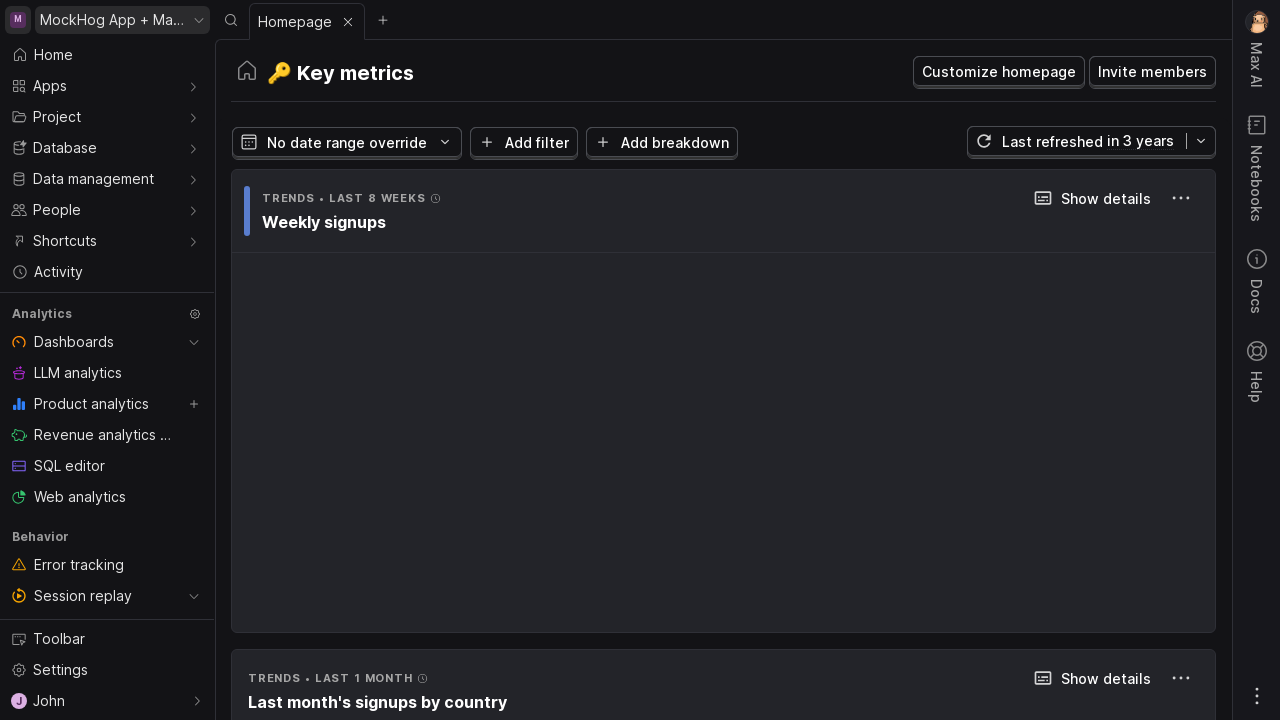 M
MockHog App + Ma...
Homepage
Home
Apps
Project
Database
Data management
People
Shortcuts
Activity
Analytics
Dashboards
LLM analytics
Product analytics
Revenue analytics ...
SQL editor
Web analytics
Behavior
Error tracking
Session replay
Toolbar
Settings
J John
🔑 Key metrics
Customize homepage
Invite members
No date range override
Add filter
Add breakdown
Last refreshed in 3 years
TRENDS • LAST 8 WEEKS
Show details
Weekly signups
TRENDS • LAST 1 MONTH
Show details
Last month's signups by country
Max AI
Notebooks
Docs
Help